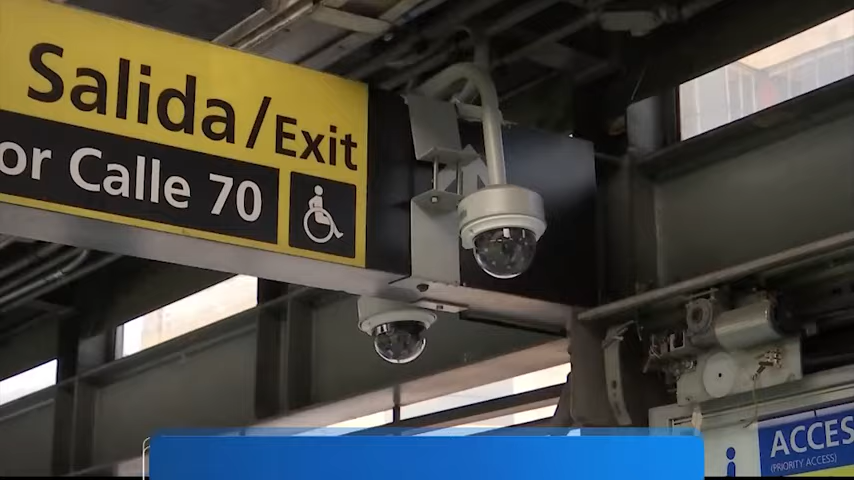 Salida/Exit
or Calle 70
i
ACCES
(PRIORITY ACCESS)